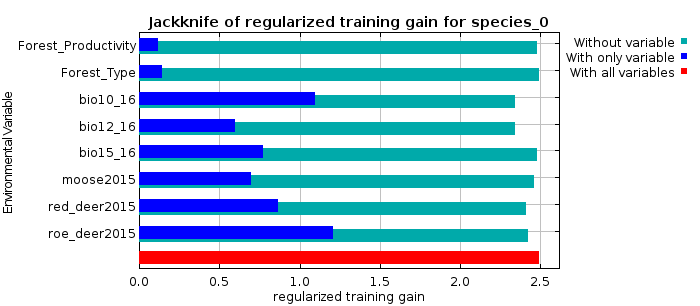 Jackknife of regularized training gain for species_0
Without variable
With only variable
With all variables
Environmental Variable
Forest_Productivity
Forest_Type
bio10_16
bio12_16
bio15_16
moose2015
red_deer2015
roe_deer2015
0.0 0.5 1.0 1.5 2.0 2.5
regularized training gain